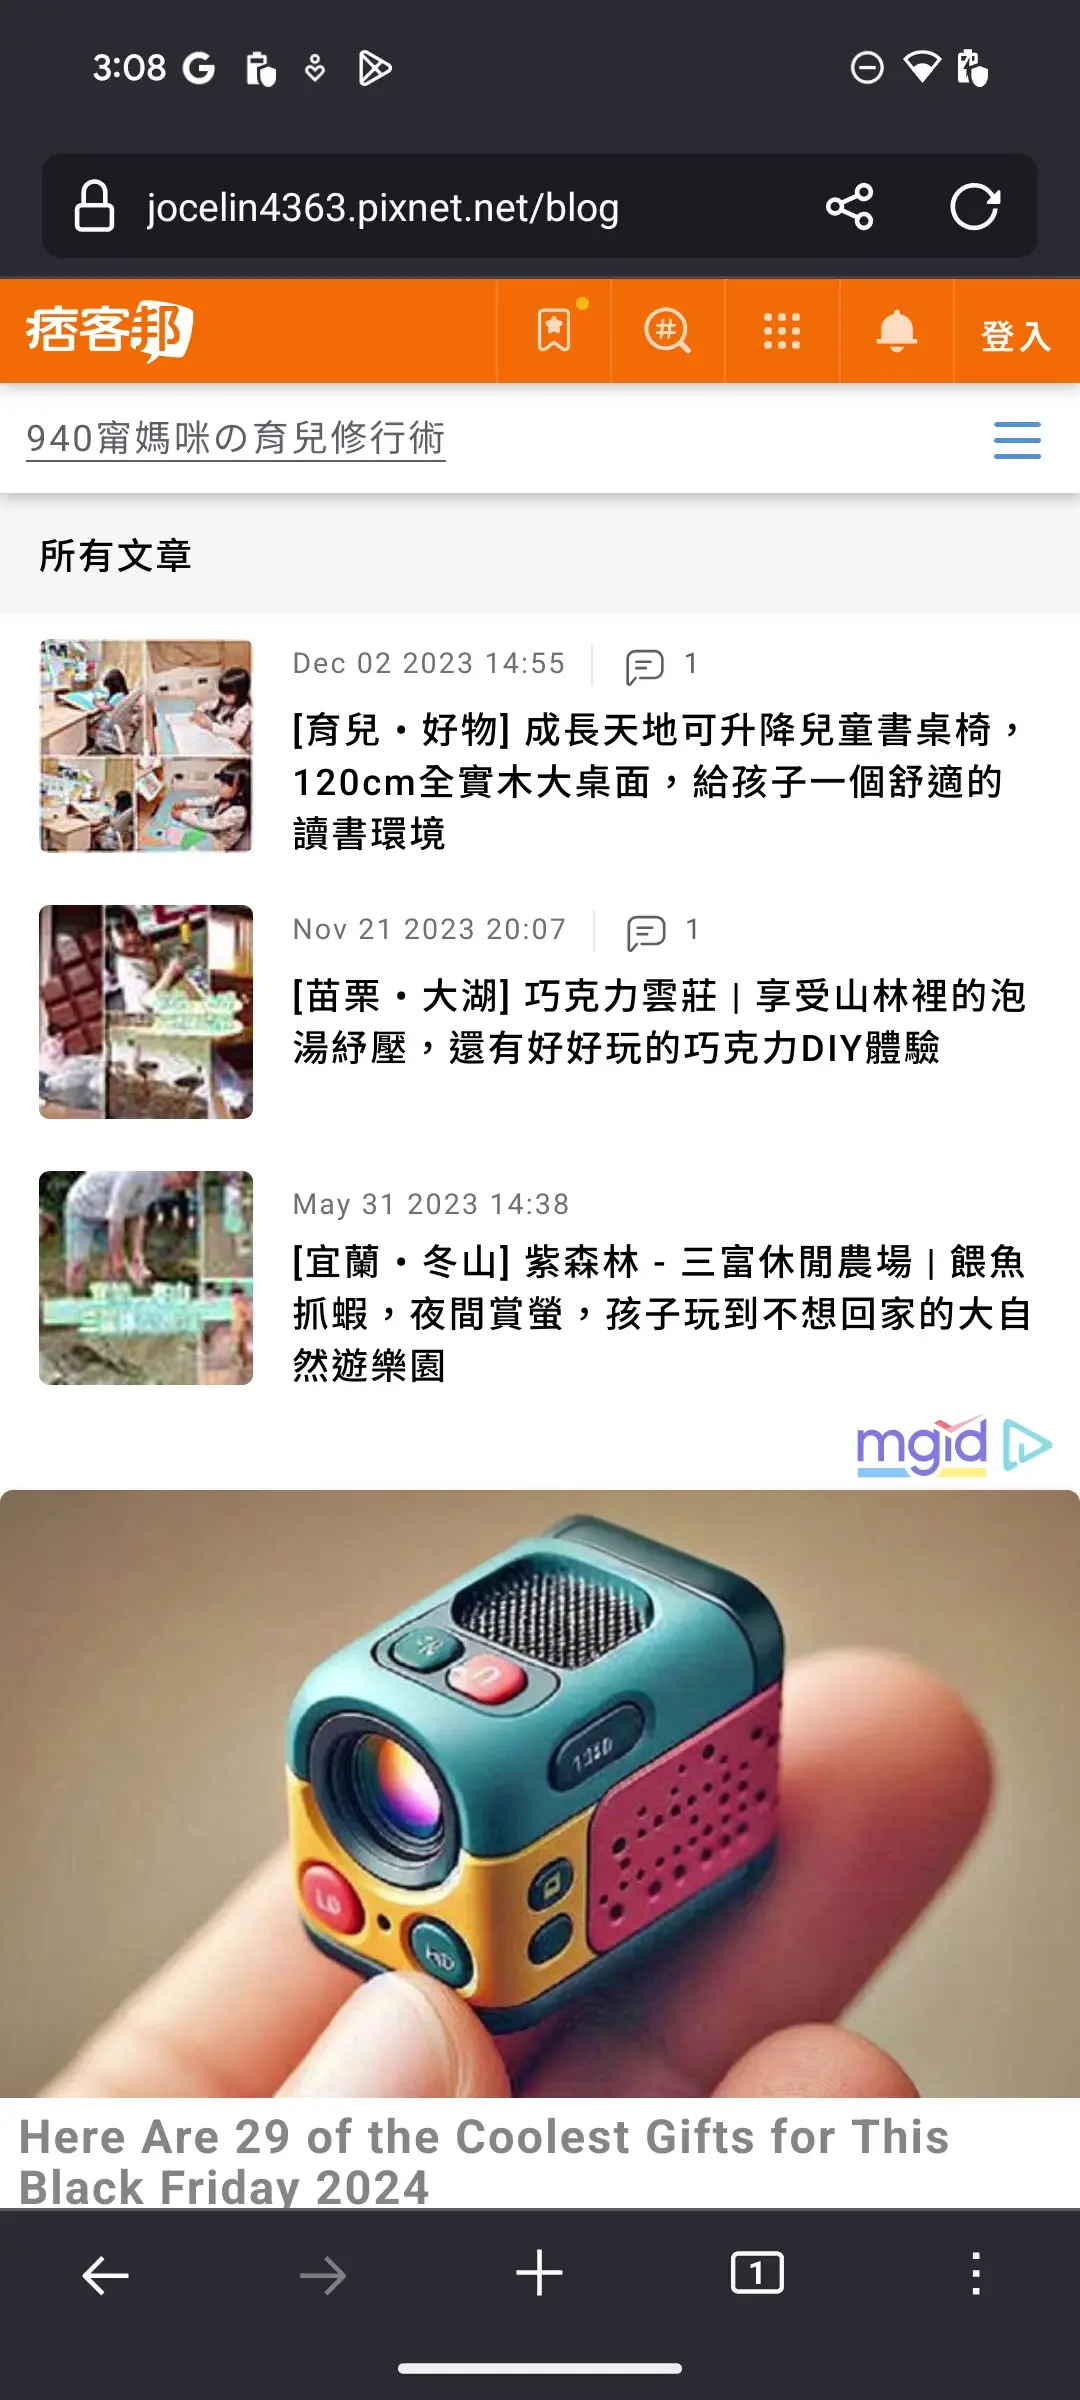 3:08
jocelin4363.pixnet.net/blog
痞客邦
登入
940甯媽咪の育兒修行術
所有文章
Dec 02 2023 14:55
1
[育兒・好物] 成長天地可升降兒童書桌椅，
120cm全實木大桌面，給孩子一個舒適的
讀書環境
Nov 21 2023 20:07
1
[苗栗・大湖] 巧克力雲莊 | 享受山林裡的泡
湯紓壓，還有好好玩的巧克力DIY體驗
May 31 2023 14:38
[宜蘭・冬山] 紫森林 - 三富休閒農場 | 餵魚
抓蝦，夜間賞螢，孩子玩到不想回家的大自
然遊樂園
mgid
LD
HD
Here Are 29 of the Coolest Gifts for This
Black Friday 2024
1